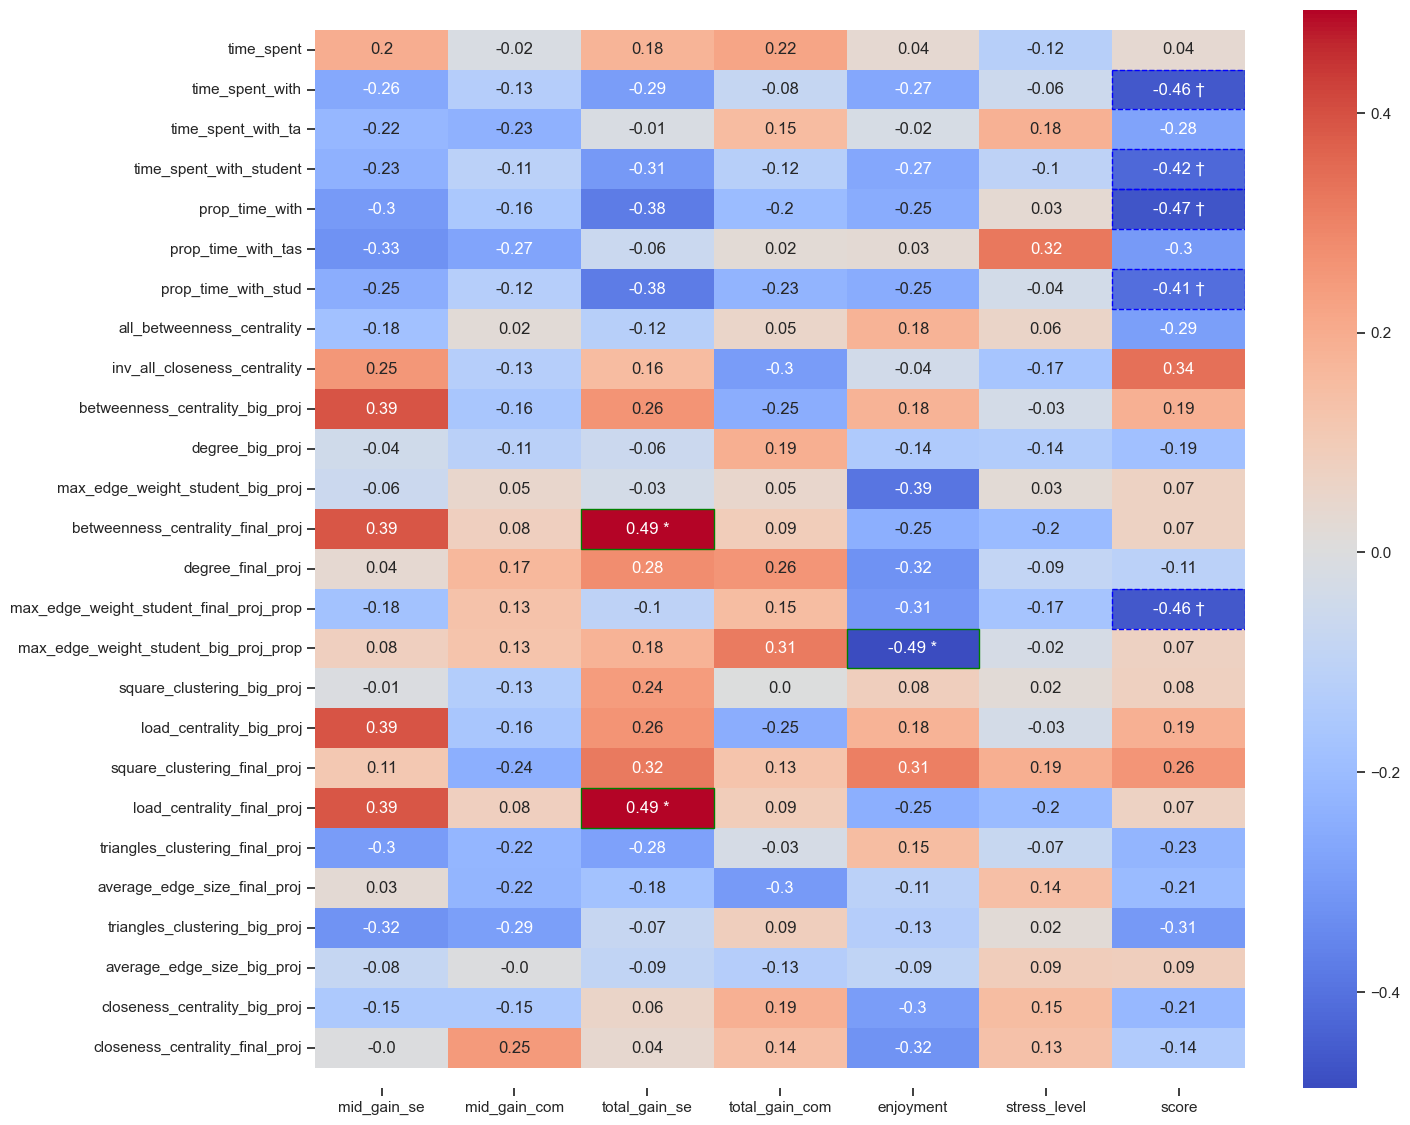 time_spent 0.2 -0.02 0.18 0.22 0.04 -0.12 0.04
time_spent_with -0.26 -0.13 -0.29 -0.08 -0.27 -0.06 -0.46 †
time_spent_with_ta -0.22 -0.23 -0.01 0.15 -0.02 0.18 -0.28
time_spent_with_student -0.23 -0.11 -0.31 -0.12 -0.27 -0.1 -0.42 †
prop_time_with -0.3 -0.16 -0.38 -0.2 -0.25 0.03 -0.47 †
prop_time_with_tas -0.33 -0.27 -0.06 0.02 0.03 0.32 -0.3
prop_time_with_stud -0.25 -0.12 -0.38 -0.23 -0.25 -0.04 -0.41 †
all_betweenness_centrality -0.18 0.02 -0.12 0.05 0.18 0.06 -0.29
inv_all_closeness_centrality 0.25 -0.13 0.16 -0.3 -0.04 -0.17 0.34
betweenness_centrality_big_proj 0.39 -0.16 0.26 -0.25 0.18 -0.03 0.19
degree_big_proj -0.04 -0.11 -0.06 0.19 -0.14 -0.14 -0.19
max_edge_weight_student_big_proj -0.06 0.05 -0.03 0.05 -0.39 0.03 0.07
betweenness_centrality_final_proj 0.39 0.08 0.49 * 0.09 -0.25 -0.2 0.07
degree_final_proj 0.04 0.17 0.28 0.26 -0.32 -0.09 -0.11
max_edge_weight_student_final_proj_prop -0.18 0.13 -0.1 0.15 -0.31 -0.17 -0.46 †
max_edge_weight_student_big_proj_prop 0.08 0.13 0.18 0.31 -0.49 * -0.02 0.07
square_clustering_big_proj -0.01 -0.13 0.24 0.0 0.08 0.02 0.08
load_centrality_big_proj 0.39 -0.16 0.26 -0.25 0.18 -0.03 0.19
square_clustering_final_proj 0.11 -0.24 0.32 0.13 0.31 0.19 0.26
load_centrality_final_proj 0.39 0.08 0.49 * 0.09 -0.25 -0.2 0.07
triangles_clustering_final_proj -0.3 -0.22 -0.28 -0.03 0.15 -0.07 -0.23
average_edge_size_final_proj 0.03 -0.22 -0.18 -0.3 -0.11 0.14 -0.21
triangles_clustering_big_proj -0.32 -0.29 -0.07 0.09 -0.13 0.02 -0.31
average_edge_size_big_proj -0.08 -0.0 -0.09 -0.13 -0.09 0.09 0.09
closeness_centrality_big_proj -0.15 -0.15 0.06 0.19 -0.3 0.15 -0.21
closeness_centrality_final_proj -0.0 0.25 0.04 0.14 -0.32 0.13 -0.14
mid_gain_se mid_gain_com total_gain_se total_gain_com enjoyment stress_level score
0.4
0.2
0.0
−0.2
−0.4